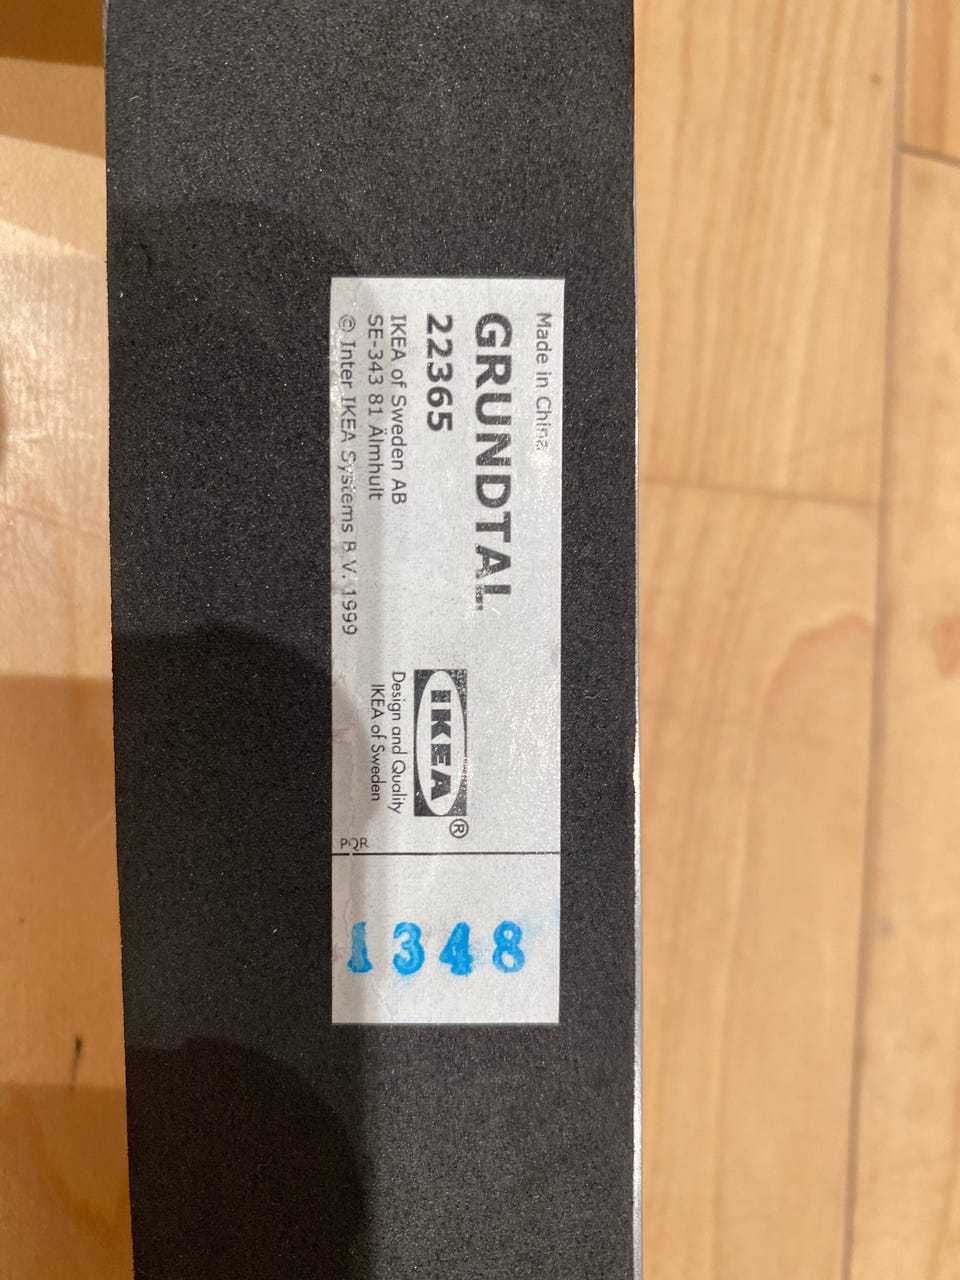 Made in China
GRUNDTAL
22365
IKEA of Sweden AB
SE-343 81 Älmhult
© Inter IKEA Systems B.V. 1999
IKEA®
Design and Quality
IKEA of Sweden
PQR
1348